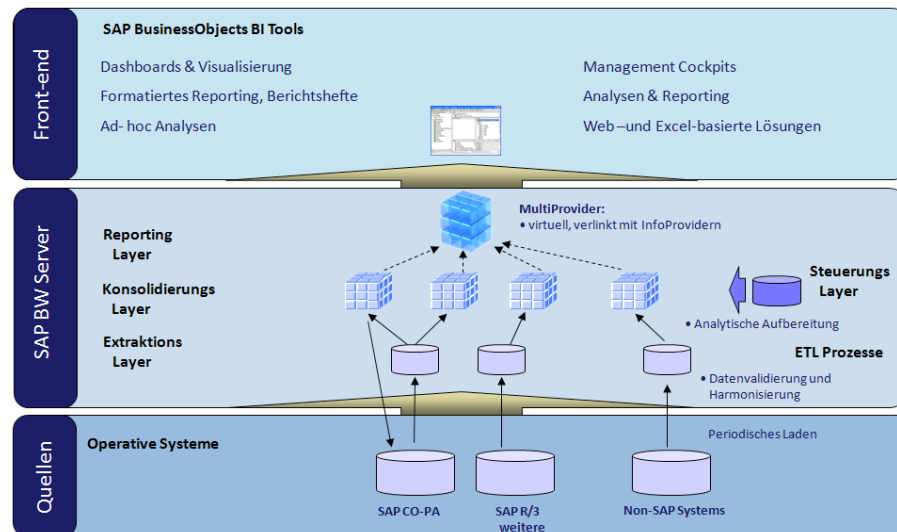 Front-end
SAP BusinessObjects BI Tools
Dashboards & Visualisierung
Formatiertes Reporting, Berichtshefte
Ad- hoc Analysen
Management Cockpits
Analysen & Reporting
Web –und Excel-basierte Lösungen
SAP BW Server
MultiProvider:
• virtuell, verlinkt mit InfoProvidern
Reporting
Layer
Konsolidierungs
Layer
Steuerungs
Layer
• Analytische Aufbereitung
Extraktions
Layer
ETL Prozesse
• Datenvalidierung und
Harmonisierung
Quellen
Operative Systeme
Periodisches Laden
SAP CO-PA
SAP R/3
weitere
Non-SAP Systems